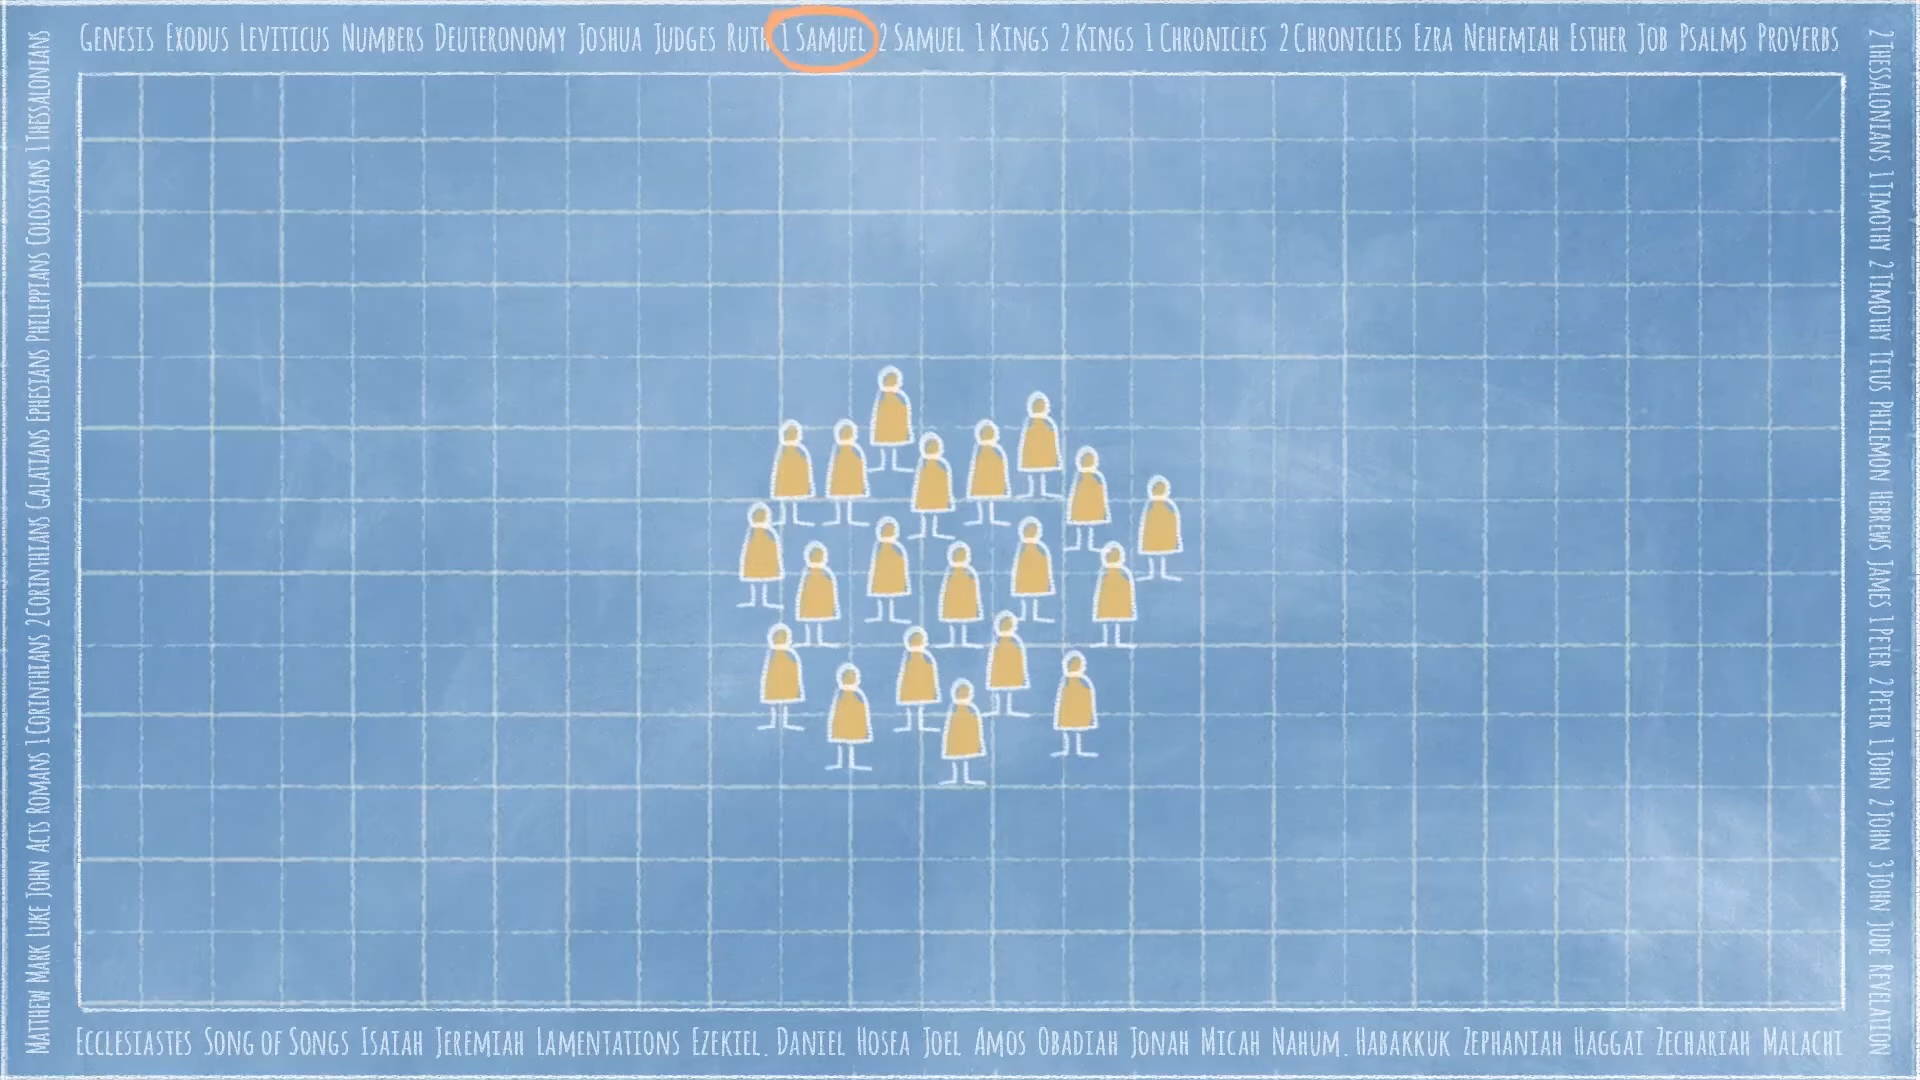 GENESIS EXODUS LEVITICUS NUMBERS DEUTERONOMY JOSHUA JUDGES RUTH 1 SAMUEL 2 SAMUEL 1 KINGS 2 KINGS 1 CHRONICLES 2 CHRONICLES EZRA NEHEMIAH ESTHER JOB PSALMS PROVERBS
MATTHEW MARK LUKE JOHN ACTS ROMANS 1 CORINTHIANS 2 CORINTHIANS GALATIANS EPHESIANS PHILIPPIANS COLOSSIANS 1 THESSALONIANS
2 THESSALONIANS 1 TIMOTHY 2 TIMOTHY TITUS PHILEMON HEBREWS JAMES 1 PETER 2 PETER 1 JOHN 2 JOHN 3 JOHN JUDE REVELATION
ECCLESIASTES SONG OF SONGS ISAIAH JEREMIAH LAMENTATIONS EZEKIEL. DANIEL HOSEA JOEL AMOS OBADIAH JONAH MICAH NAHUM. HABAKKUK ZEPHANIAH HAGGAI ZECHARIAH MALACHI